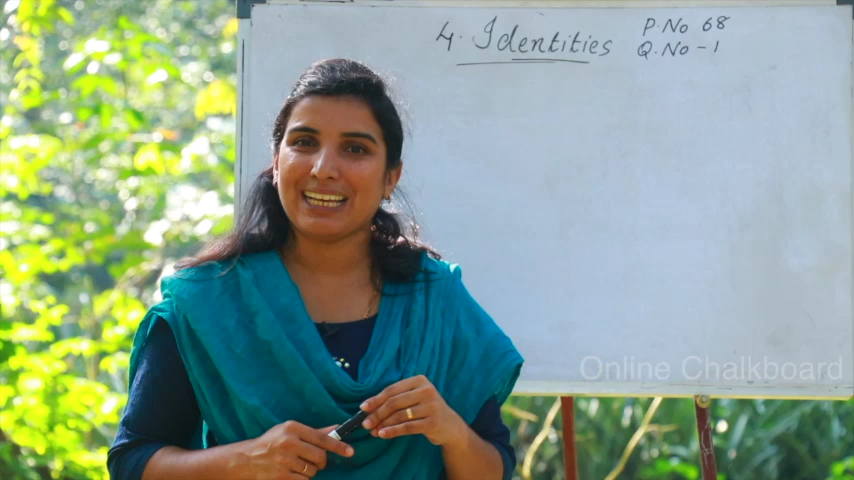 4. Identities
P.No 68
Q.No - 1
Online Chalkboard